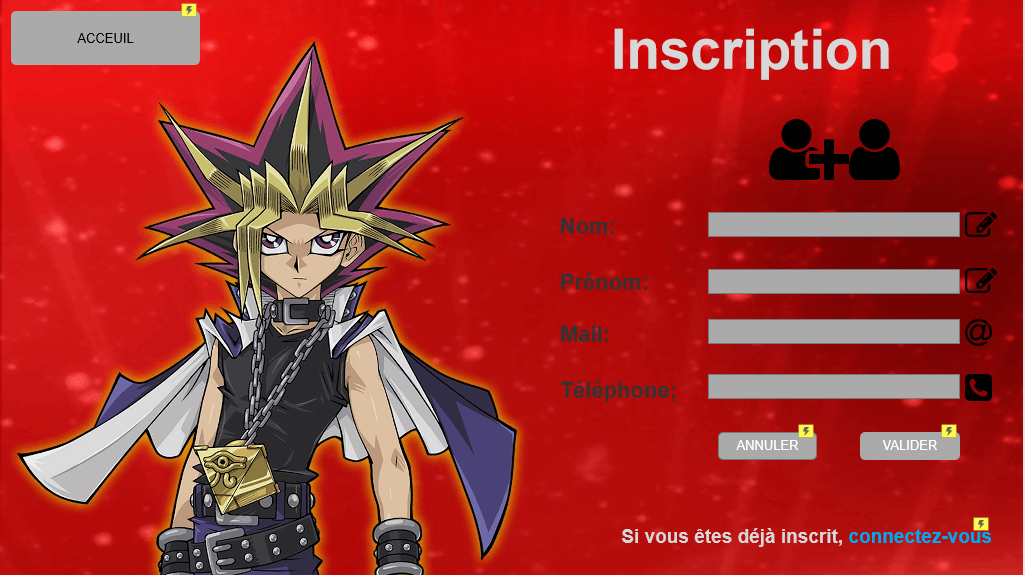 ACCEUIL
Inscription
Nom:
Prénom:
Mail:
Téléphone:
ANNULER
VALIDER
Si vous êtes déjà inscrit, connectez-vous